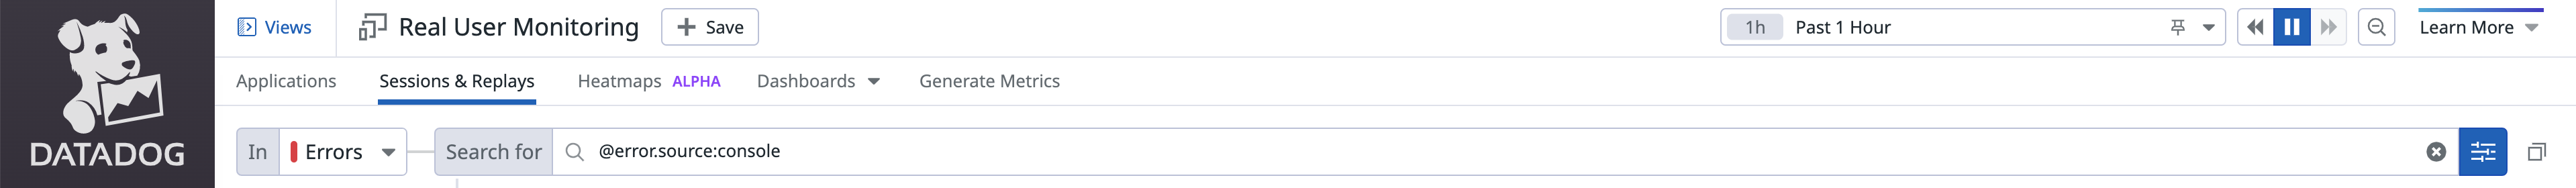 DATADOG
Views
Real User Monitoring
Save
1h Past 1 Hour
Learn More
Applications
Sessions & Replays
Heatmaps ALPHA
Dashboards
Generate Metrics
In Errors
Search for @error.source:console